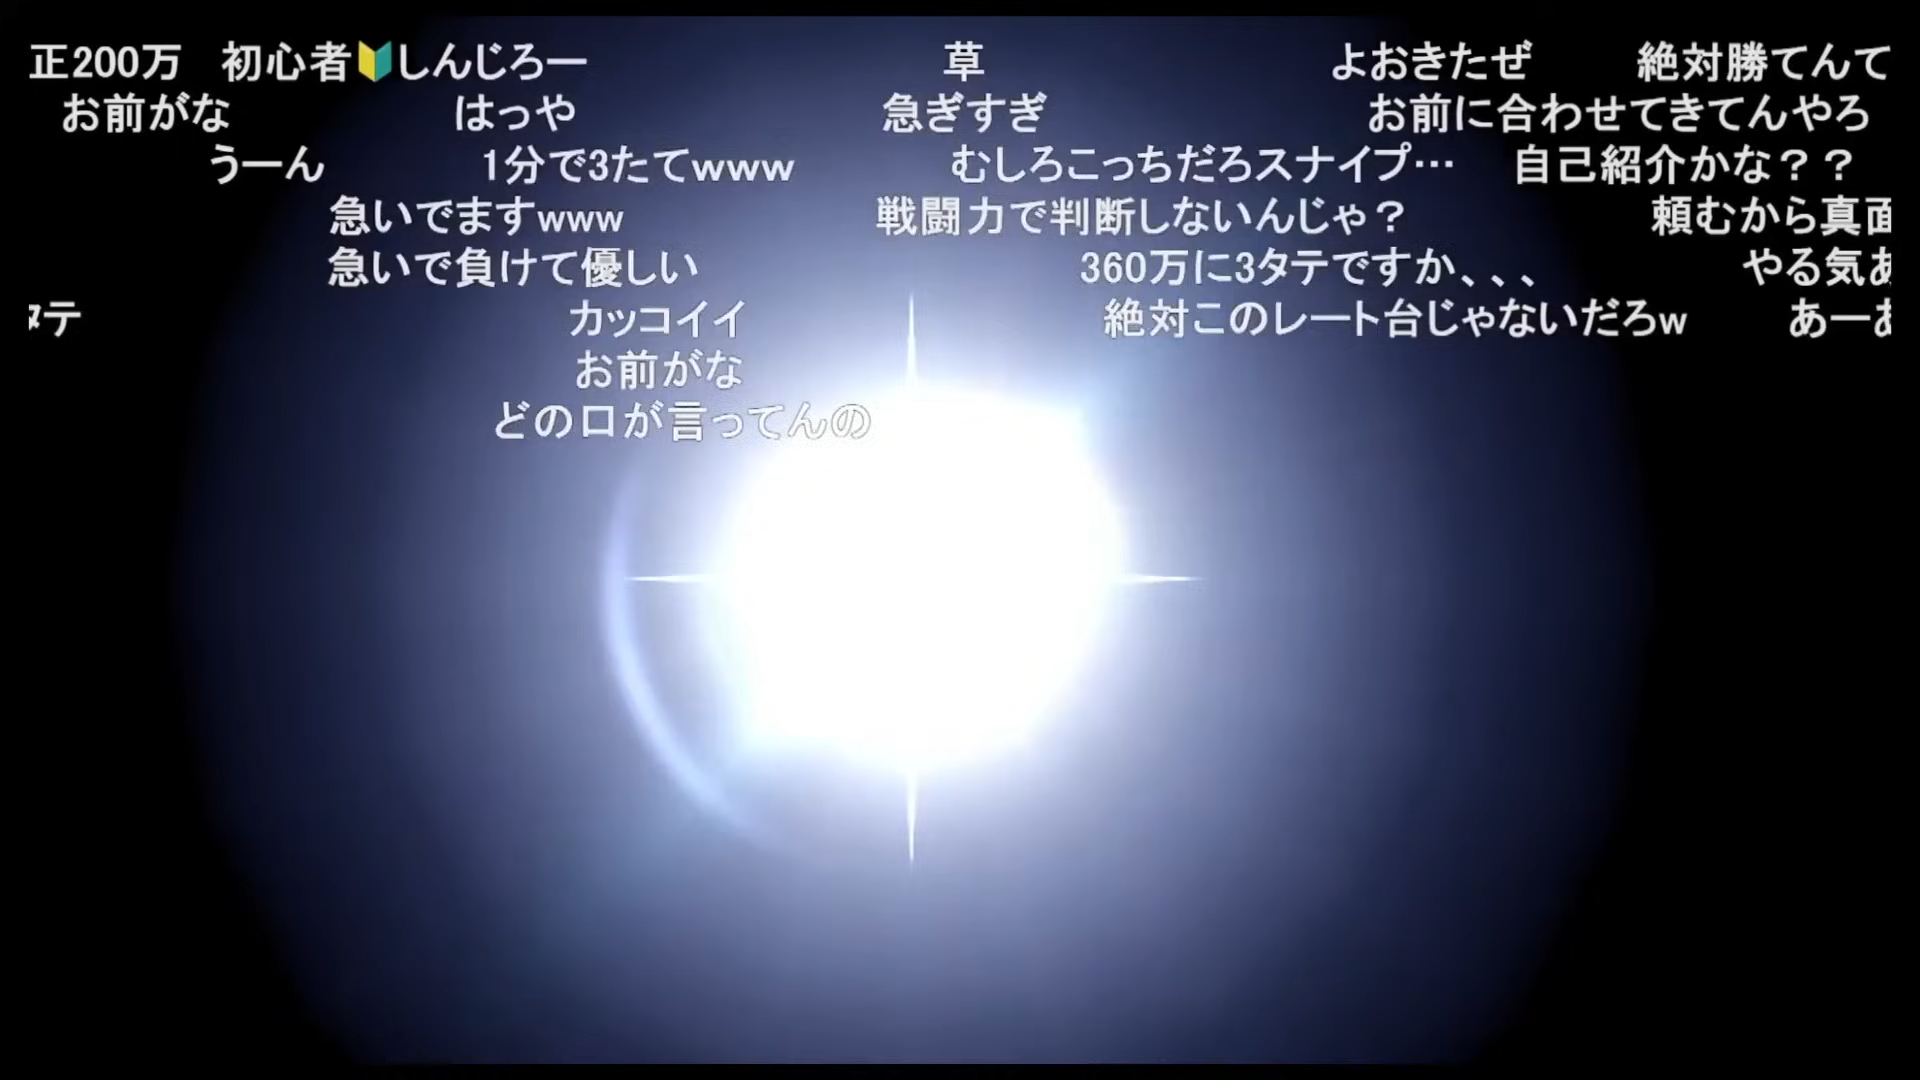 正200万 初心者🔰しんじろー 草 よおきたぜ 絶対勝てんて
お前がな はっや 急ぎすぎ お前に合わせてきてんやろ
うーん 1分で3たてwww むしろこっちだろスナイプ… 自己紹介かな？？
急いでますwww 戦闘力で判断しないんじゃ？ 頼むから真面
急いで負けて優しい 360万に3タテですか、、、 やる気あ
タテ カッコイイ 絶対このレート台じゃないだろw あーあ
お前がな
どの口が言ってんの